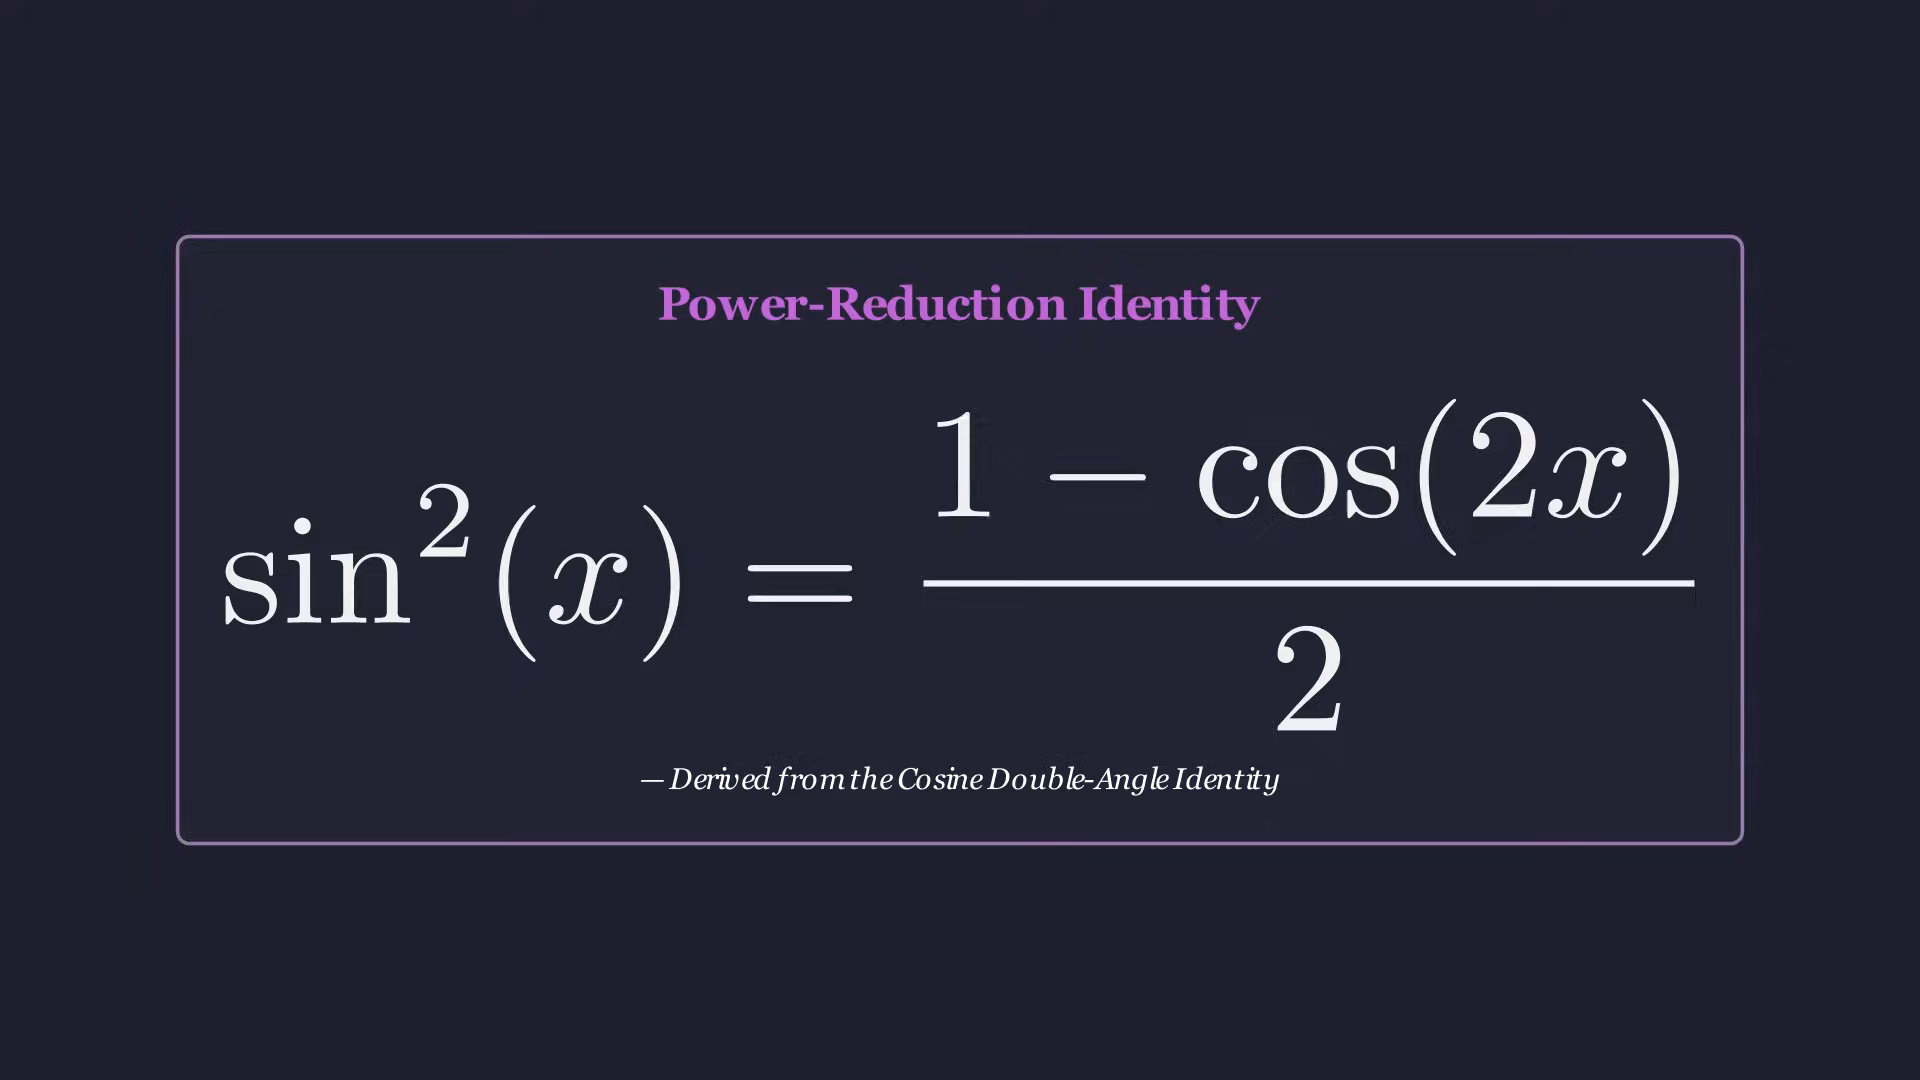 Power-Reduction Identity
sin²(x) = (1 − cos(2x))/2
— Derived from the Cosine Double-Angle Identity